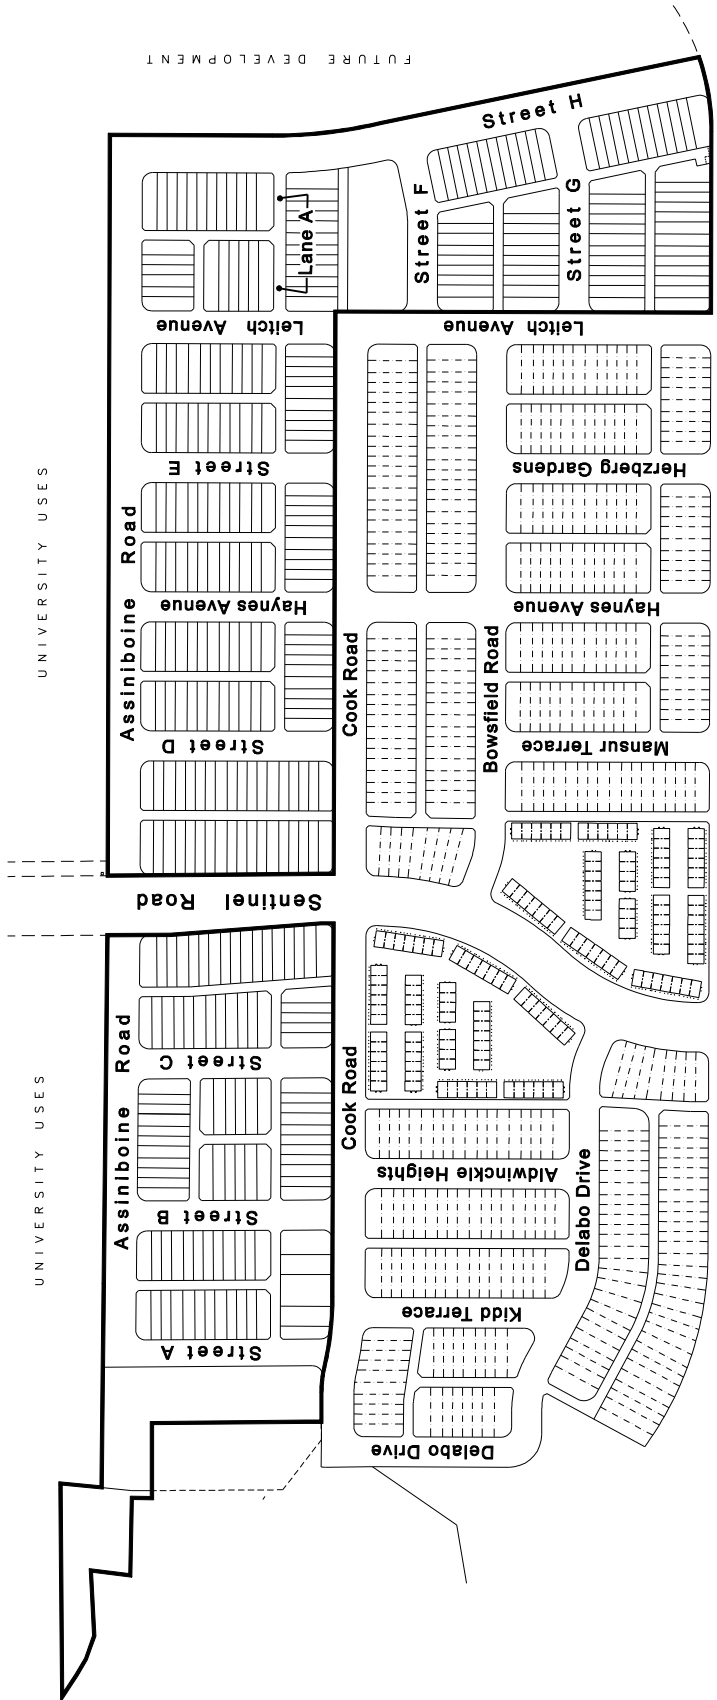 FUTURE DEVELOPMENT
Street H
Street F
Street G
Lane A
Leitch Avenue
Leitch Avenue
Street E
Herzberg Gardens
UNIVERSITY USES
Assiniboine Road
Haynes Avenue
Haynes Avenue
Cook Road
Bowsfield Road
Street D
Mansur Terrace
Sentinel Road
Assiniboine Road
Street C
Cook Road
UNIVERSITY USES
Aldwinckle Heights
Delabo Drive
Street B
Kidd Terrace
Street A
Delabo Drive